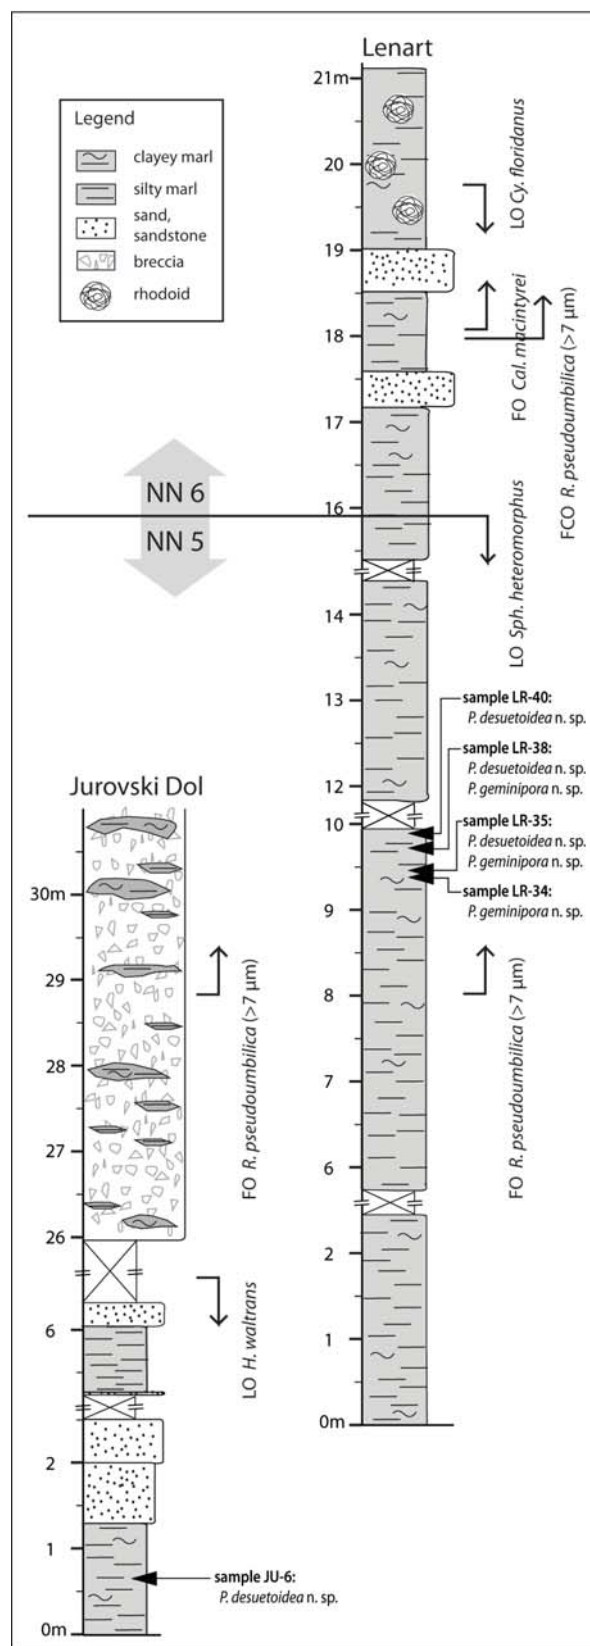 Lenart
Legend
clayey marl
silty marl
sand,
sandstone
breccia
rhodoid
21m
20
19
18
17
16
14
13
12
10
9
8
7
6
2
1
0m
LO Cy. floridanus
FO Cal. macintyrei
FCO R. pseudoumbilica (>7 µm)
LO Sph. heteromorphus
NN 6
NN 5
sample LR-40:
P. desuetoidea n. sp.
sample LR-38:
P. desuetoidea n. sp.
P. geminipora n. sp.
sample LR-35:
P. desuetoidea n. sp.
P. geminipora n. sp.
sample LR-34:
P. geminipora n. sp.
FO R. pseudoumbilica (>7 µm)
Jurovski Dol
30m
29
28
27
26
6
2
1
0m
FO R. pseudoumbilica (>7 µm)
LO H. waltrans
sample JU-6:
P. desuetoidea n. sp.